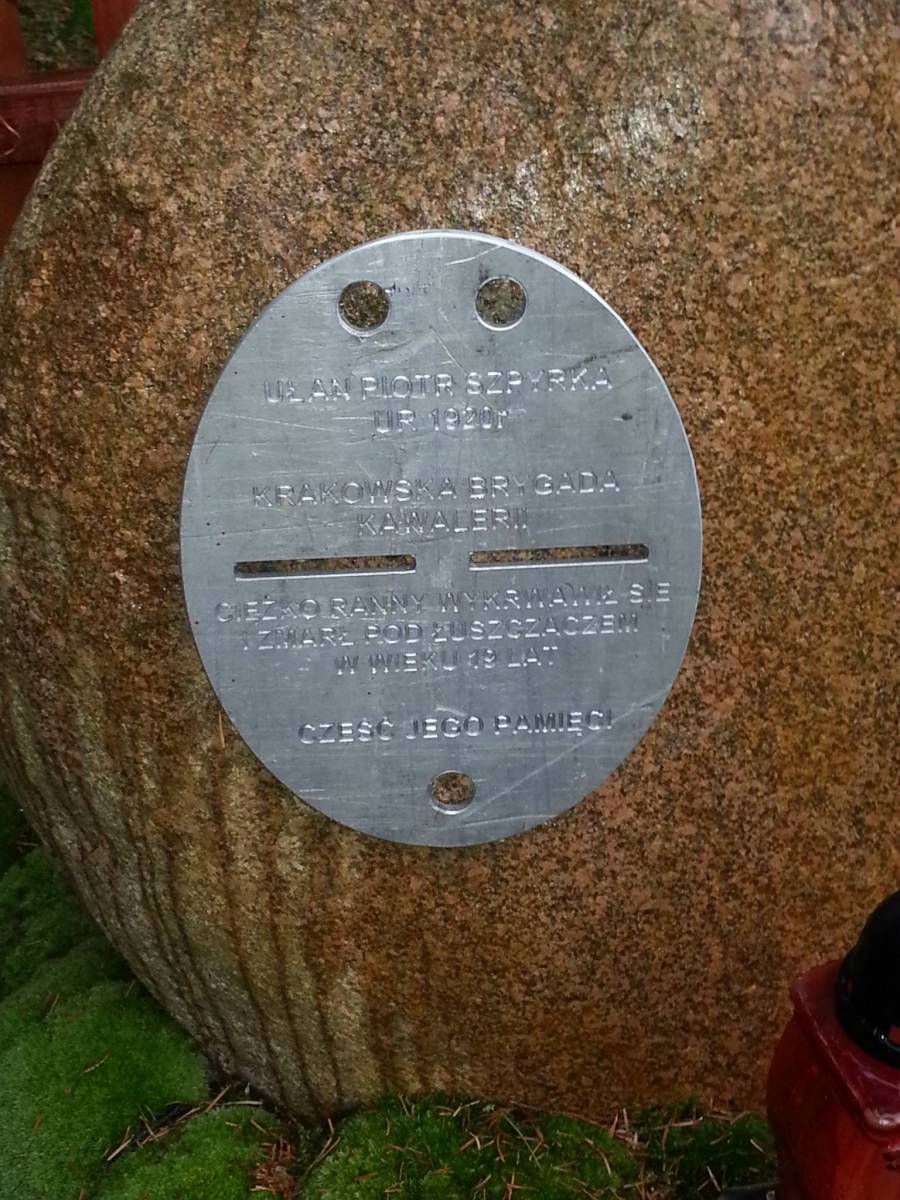 UŁAN PIOTR SZPYRKA
UR. 1920r
KRAKOWSKA BRYGADA
KAWALERII
CIĘŻKO RANNY WYKRWAWIŁ SIĘ
I ZMARŁ POD ŁUSZCZACZEM
W WIEKU 19 LAT
CZEŚĆ JEGO PAMIĘCI